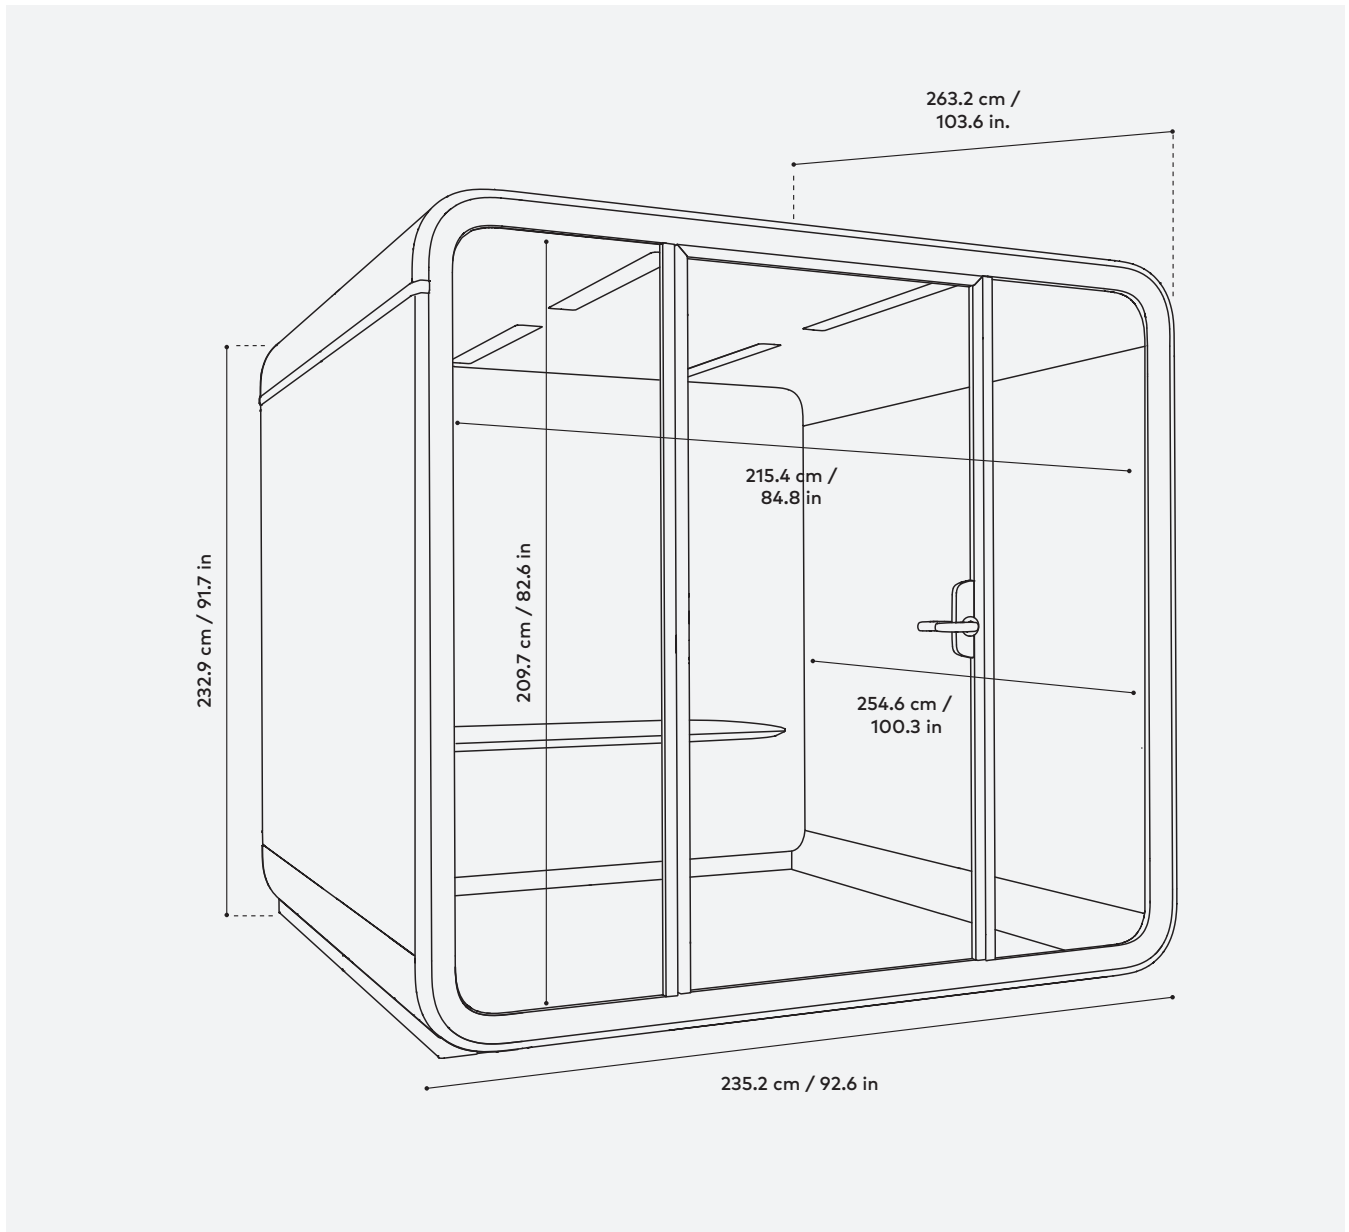 263.2 cm /
103.6 in.
215.4 cm /
84.8 in
232.9 cm / 91.7 in
209.7 cm / 82.6 in
254.6 cm /
100.3 in
235.2 cm / 92.6 in